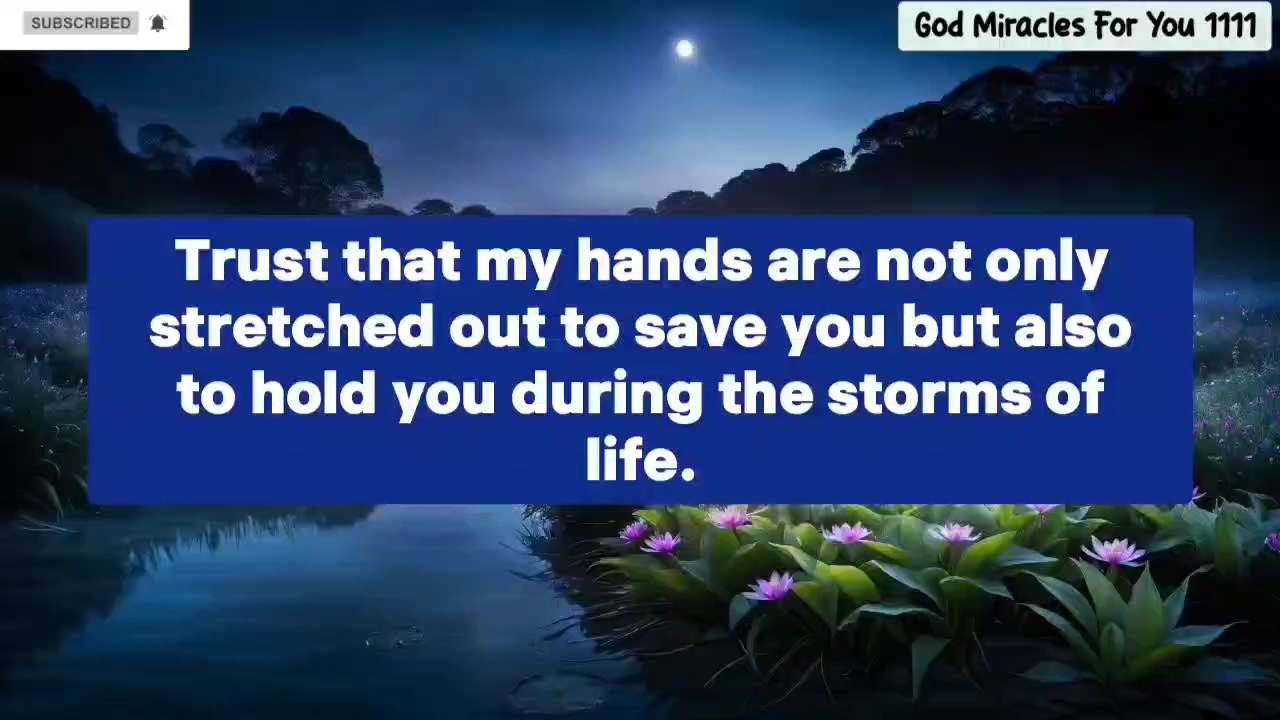 SUBSCRIBED
God Miracles For You 1111
Trust that my hands are not only
stretched out to save you but also
to hold you during the storms of
life.